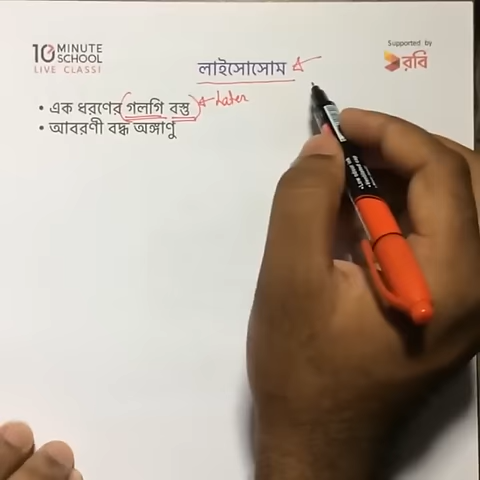 10 MINUTE SCHOOL
LIVE CLASS!
Supported by
রবি
লাইসোসোম
• এক ধরণের (গলগি বস্তু) Later
• আবরণী বদ্ধ অঙ্গাণু